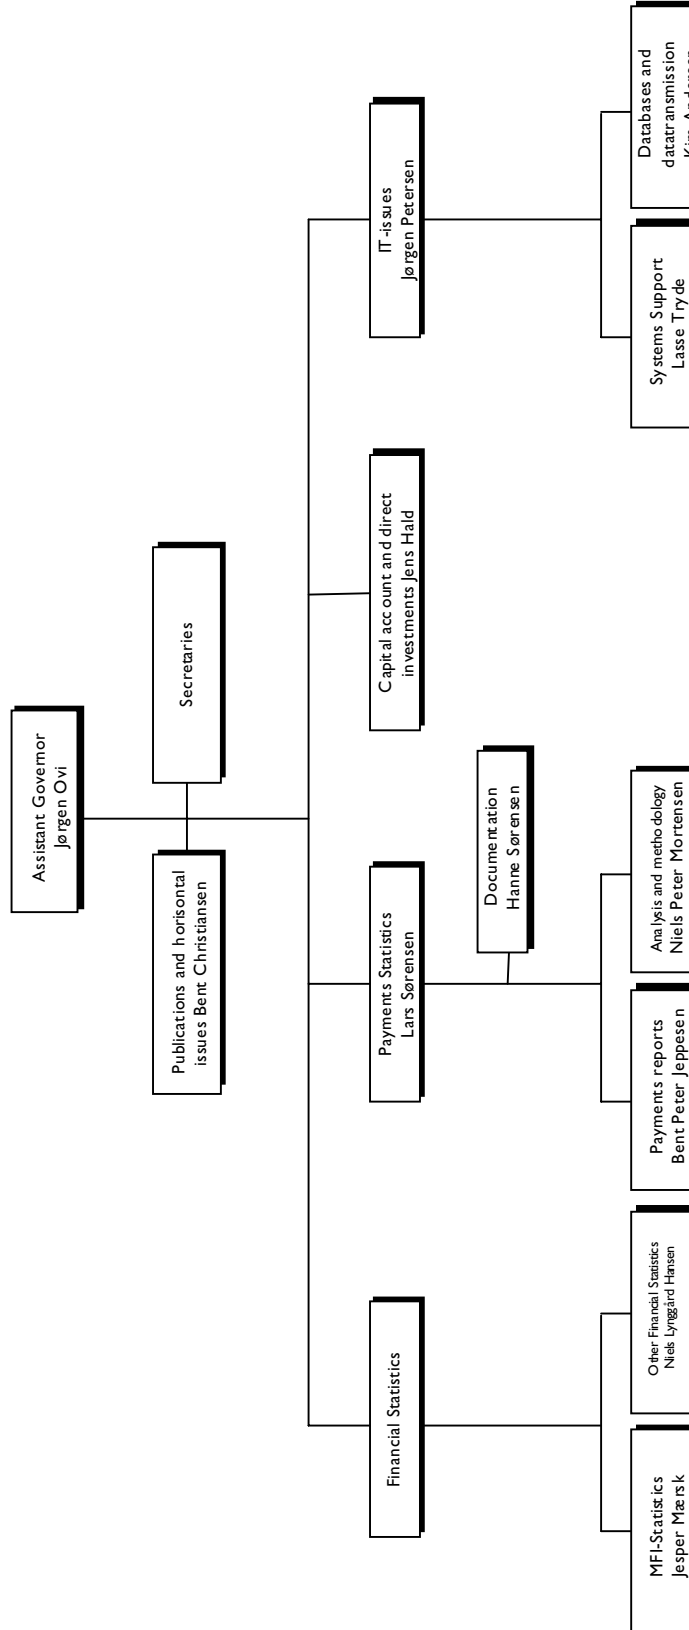 Assistant Governor
Jørgen Ovi
Publications and horisontal
issues Bent Christiansen
Secretaries
Financial Statistics
Payments Statistics
Lars Sørensen
Capital account and direct
investments Jens Hald
IT-issues
Jørgen Petersen
Documentation
Hanne Sørensen
MFI-Statistics
Jesper Mærsk
Other Financial Statistics
Niels Lynggård Hansen
Payments reports
Bent Peter Jeppesen
Analysis and methodology
Niels Peter Mortensen
Systems Support
Lasse Tryde
Databases and
datatransmission